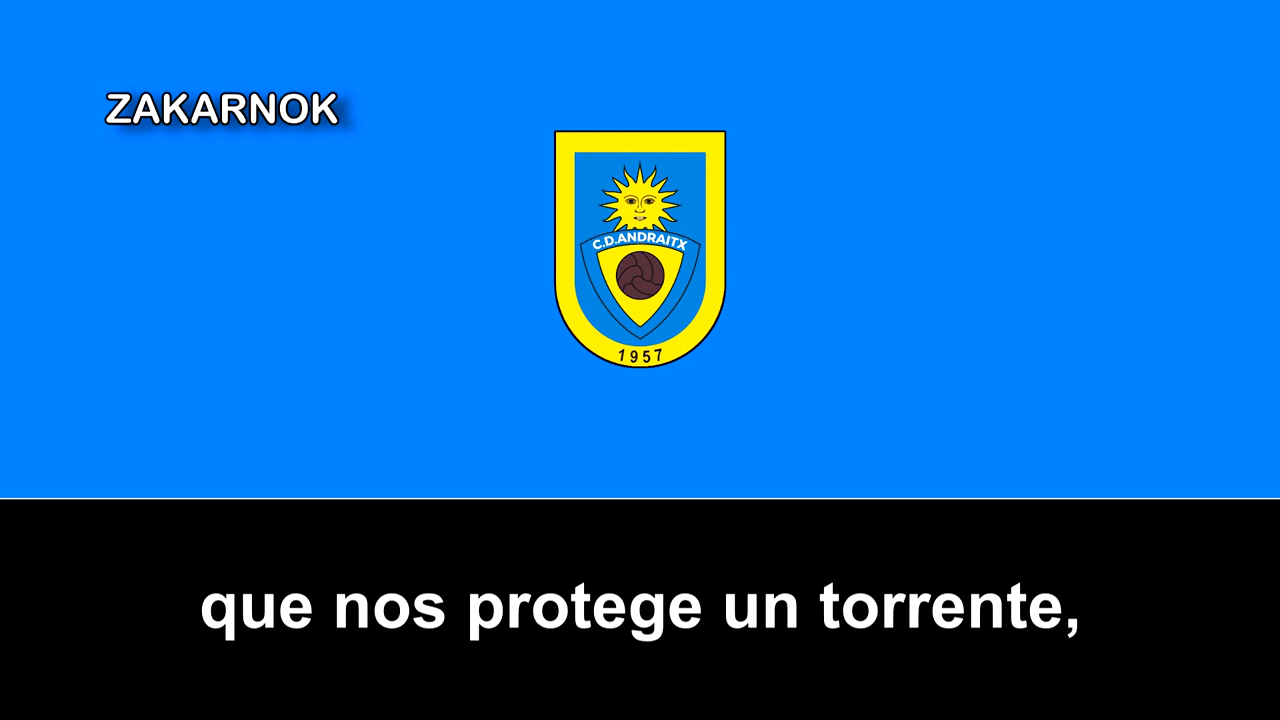 ZAKARNOK
C.D.ANDRAITX
1957
que nos protege un torrente,